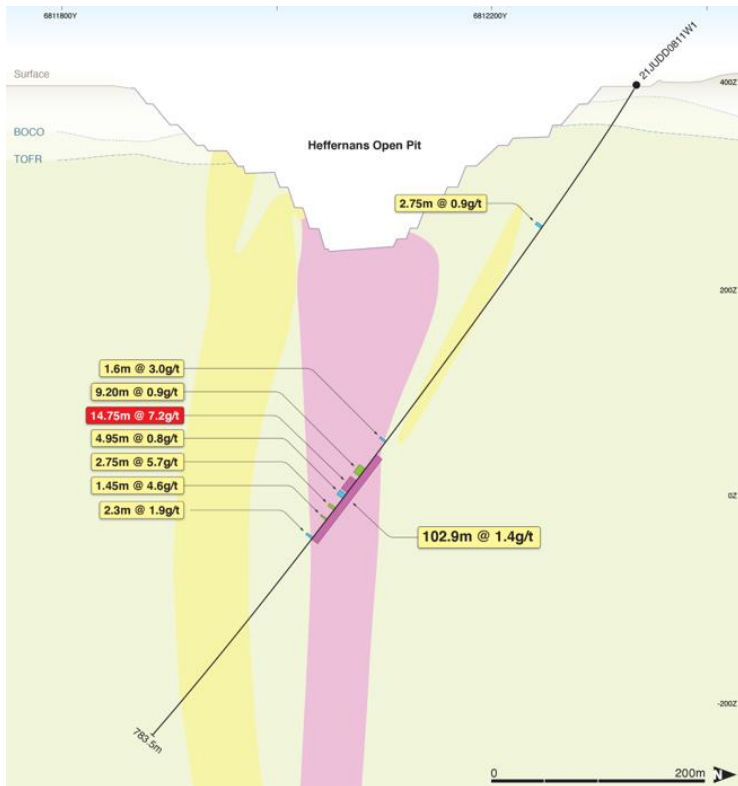 6811800Y
6812200Y
21JUDD0811W1
Surface
400Z
BOCO
TOFR
Heffernans Open Pit
2.75m @ 0.9g/t
200Z
1.6m @ 3.0g/t
9.20m @ 0.9g/t
14.75m @ 7.2g/t
4.95m @ 0.8g/t
2.75m @ 5.7g/t
1.45m @ 4.6g/t
2.3m @ 1.9g/t
0Z
102.9m @ 1.4g/t
-200Z
783.5m
0
200m
N